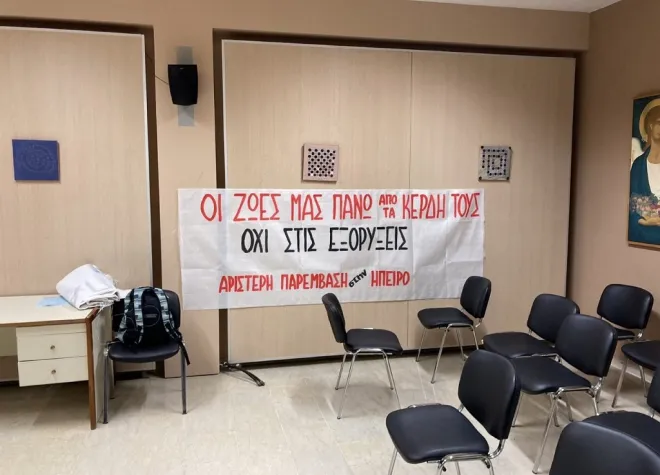 ΟΙ ΖΩΕΣ ΜΑΣ ΠΑΝΩ ΑΠΟ ΤΑ ΚΕΡΔΗ ΤΟΥΣ
ΟΧΙ ΣΤΙΣ ΕΞΟΡΥΞΕΙΣ
ΑΡΙΣΤΕΡΗ ΠΑΡΕΜΒΑΣΗ στην ΗΠΕΙΡΟ